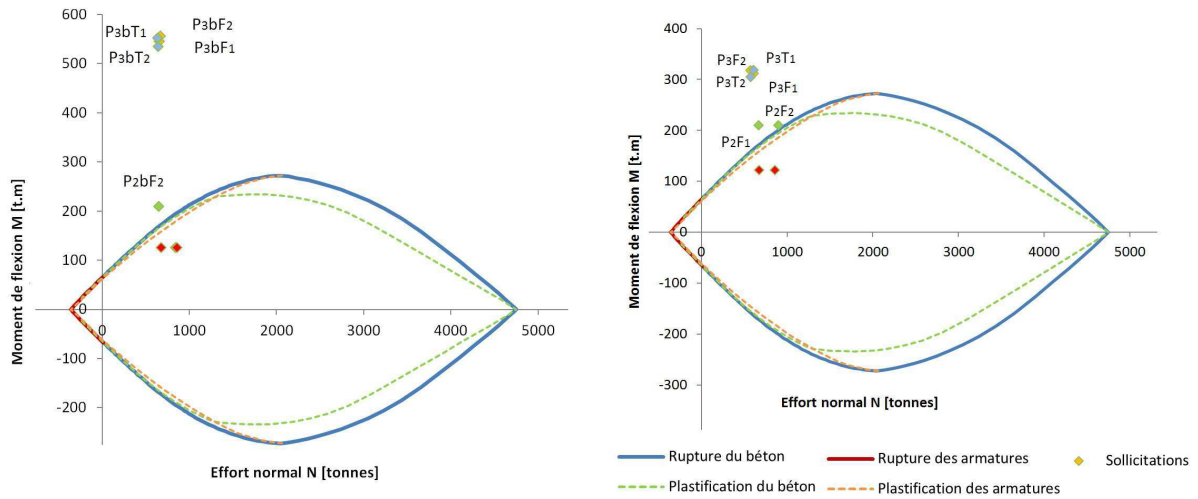 600
500
400
300
200
100
0
-100
-200
0
1000
2000
3000
4000
5000
P3bT1
P3bF2
P3bT2
P3bF1
P2bF2
Moment de flexion M [t.m]
Effort normal N [tonnes]
400
300
200
100
0
-100
-200
-300
0
1000
2000
3000
4000
5000
P3F2
P3T1
P3T2
P3F1
P2F2
P2F1
Moment de flexion M [t.m]
Effort normal N [tonnes]
Rupture du béton
Rupture des armatures
Sollicitations
Plastification du béton
Plastification des armatures